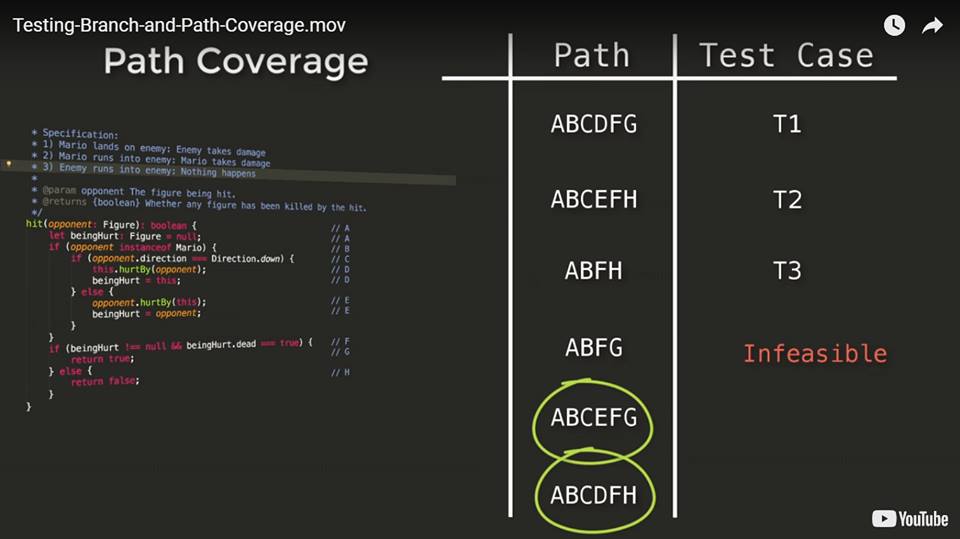 Testing-Branch-and-Path-Coverage.mov
Path Coverage
* Specification:
* 1) Mario lands on enemy: Enemy takes damage
* 2) Mario runs into enemy: Mario takes damage
* 3) Enemy runs into enemy: Nothing happens
*
* @param opponent The figure being hit.
* @returns {boolean} Whether any figure has been killed by the hit.
*/
hit(opponent: Figure): boolean { // A
let beingHurt: Figure = null; // A
if (opponent instanceof Mario) { // B
if (opponent.direction === Direction.down) { // C
this.hurtBy(opponent); // D
beingHurt = this; // D
} else {
opponent.hurtBy(this); // E
beingHurt = opponent; // E
}
}
if (beingHurt !== null && beingHurt.dead === true) { // F
return true; // G
} else {
return false; // H
}
}
Path Test Case
ABCDFG T1
ABCEFH T2
ABFH T3
ABFG Infeasible
ABCEFG
ABCDFH
YouTube